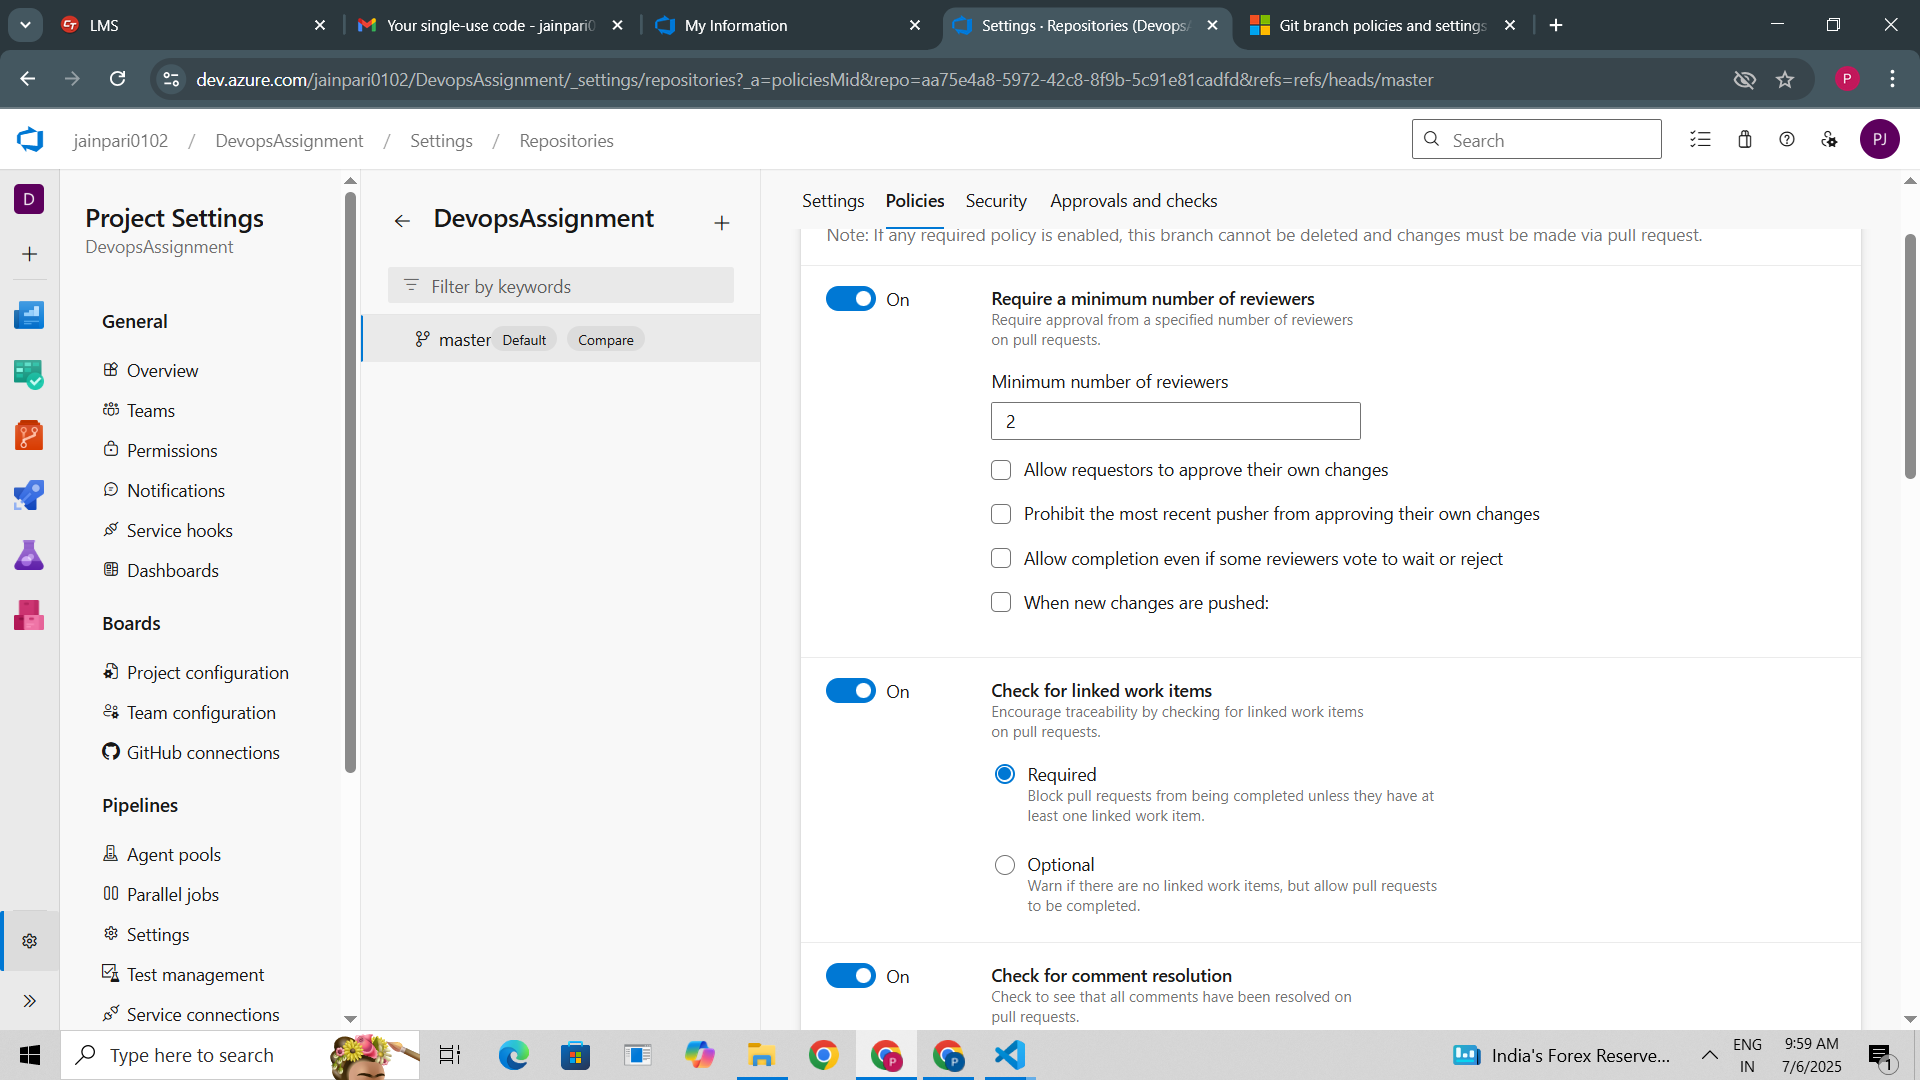 LMS
Your single-use code - jainpari0
My Information
Settings · Repositories (DevopsA
Git branch policies and settings
dev.azure.com/jainpari0102/DevopsAssignment/_settings/repositories?_a=policiesMid&repo=aa75e4a8-5972-42c8-8f9b-5c91e81cadfd&refs=refs/heads/master
P
jainpari0102 / DevopsAssignment / Settings / Repositories
Search
PJ
D
Project Settings
DevopsAssignment
General
Overview
Teams
Permissions
Notifications
Service hooks
Dashboards
Boards
Project configuration
Team configuration
GitHub connections
Pipelines
Agent pools
Parallel jobs
Settings
Test management
Service connections
DevopsAssignment
Filter by keywords
master Default Compare
Settings Policies Security Approvals and checks
Note: If any required policy is enabled, this branch cannot be deleted and changes must be made via pull request.
On
Require a minimum number of reviewers
Require approval from a specified number of reviewers
on pull requests.
Minimum number of reviewers
2
Allow requestors to approve their own changes
Prohibit the most recent pusher from approving their own changes
Allow completion even if some reviewers vote to wait or reject
When new changes are pushed:
On
Check for linked work items
Encourage traceability by checking for linked work items
on pull requests.
Required
Block pull requests from being completed unless they have at
least one linked work item.
Optional
Warn if there are no linked work items, but allow pull requests
to be completed.
On
Check for comment resolution
Check to see that all comments have been resolved on
pull requests.
Type here to search
P
P
India's Forex Reserve...
ENG
IN
9:59 AM
7/6/2025
1